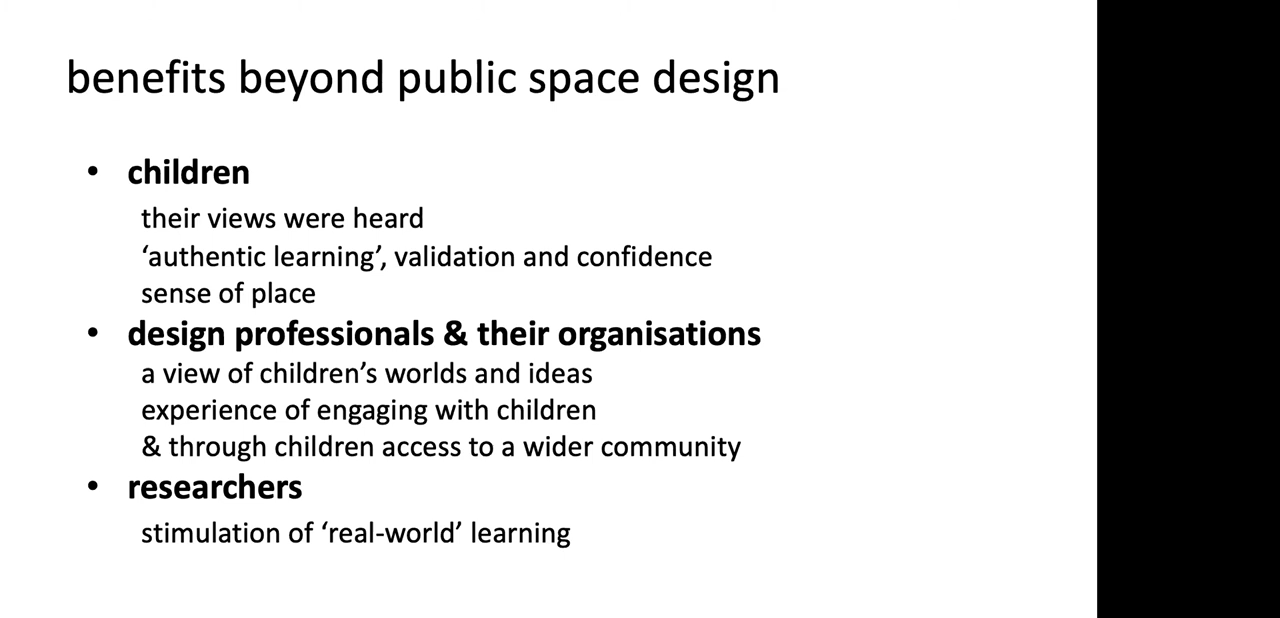 benefits beyond public space design
• children
their views were heard
‘authentic learning’, validation and confidence
sense of place
• design professionals & their organisations
a view of children’s worlds and ideas
experience of engaging with children
& through children access to a wider community
• researchers
stimulation of ‘real-world’ learning